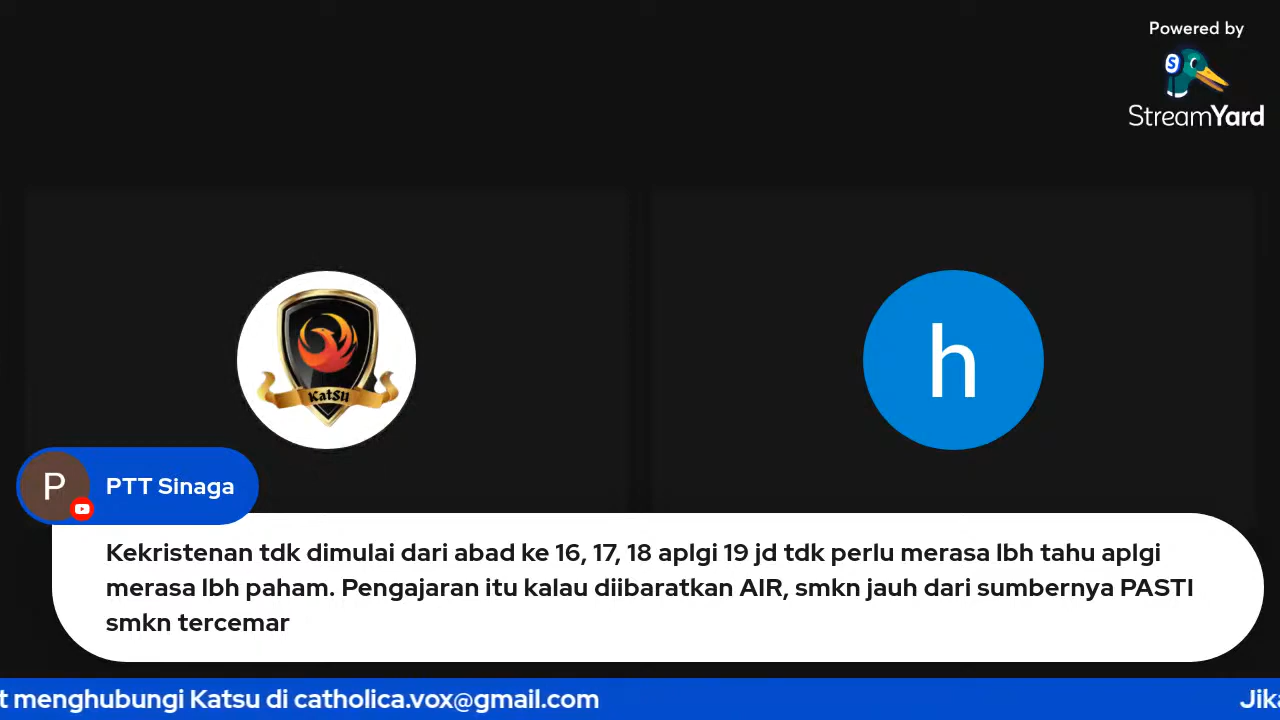 Powered by
StreamYard
KatSu
h
P
PTT Sinaga
Kekristenan tdk dimulai dari abad ke 16, 17, 18 aplgi 19 jd tdk perlu merasa lbh tahu aplgi
merasa lbh paham. Pengajaran itu kalau diibaratkan AIR, smkn jauh dari sumbernya PASTI
smkn tercemar
t menghubungi Katsu di catholica.vox@gmail.com
Jika